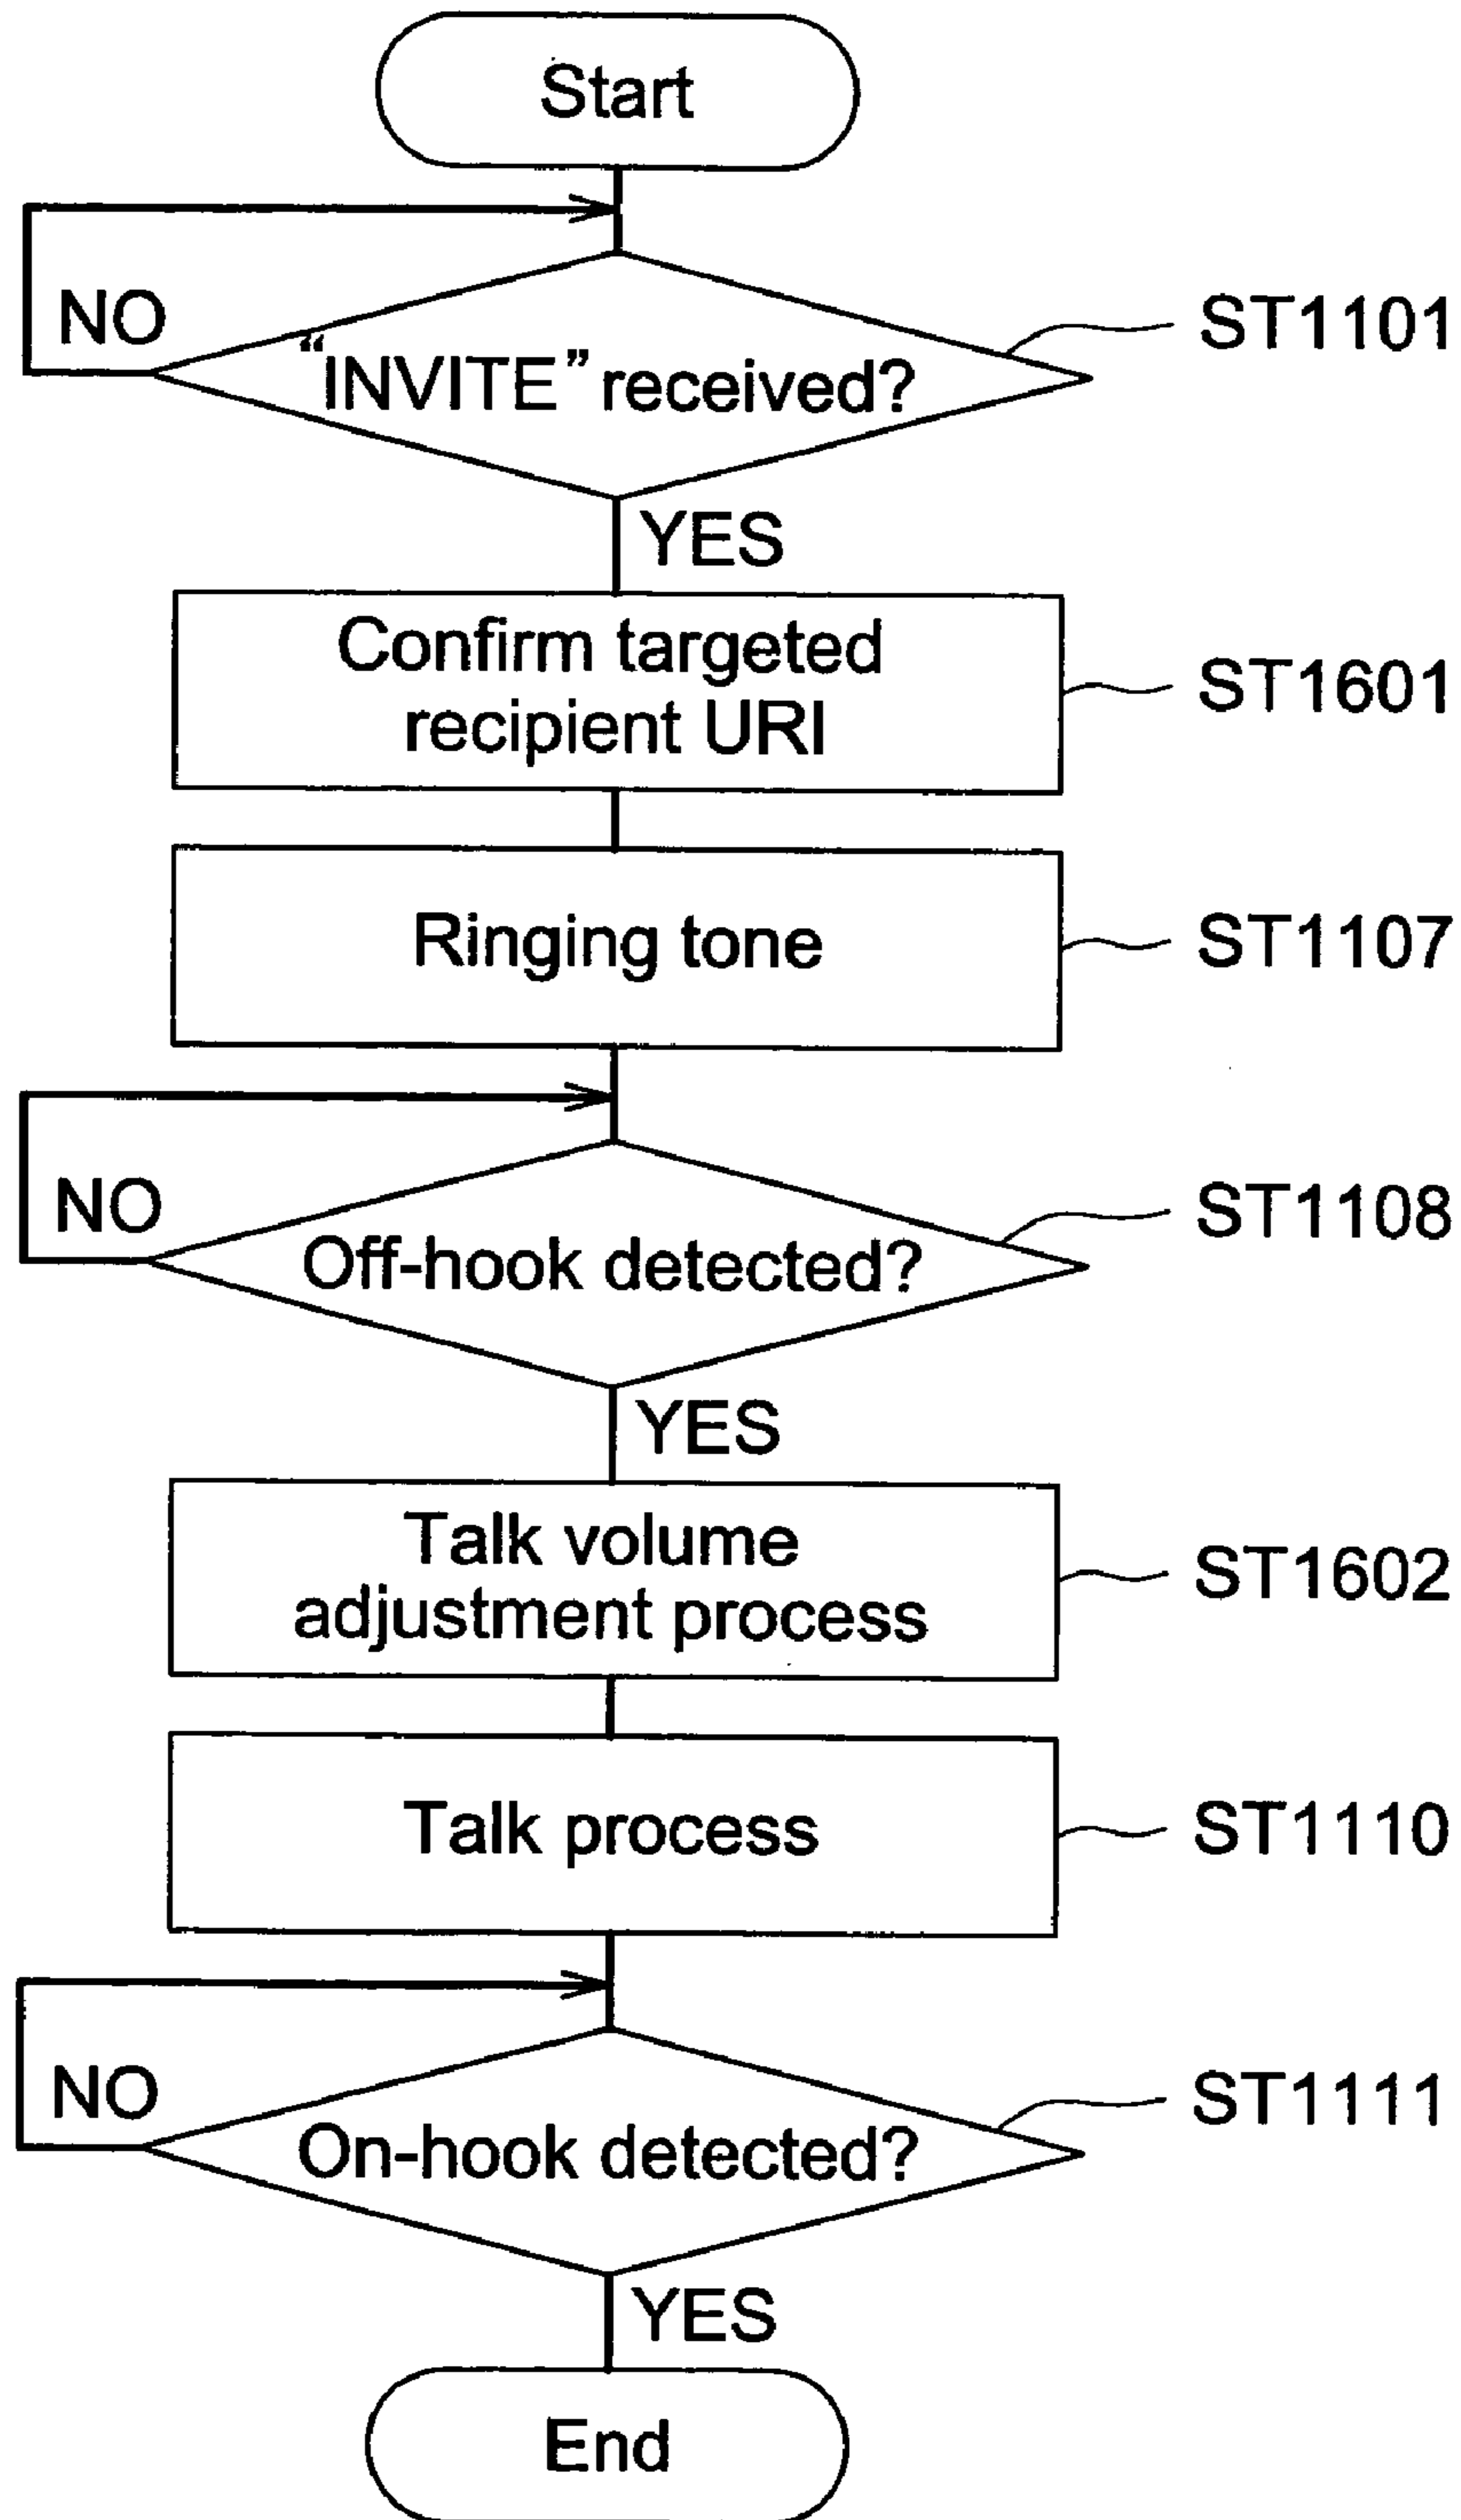 Start
NO
“INVITE” received?
ST1101
YES
Confirm targeted
recipient URI
ST1601
Ringing tone
ST1107
NO
Off-hook detected?
ST1108
YES
Talk volume
adjustment process
ST1602
Talk process
ST1110
NO
On-hook detected?
ST1111
YES
End